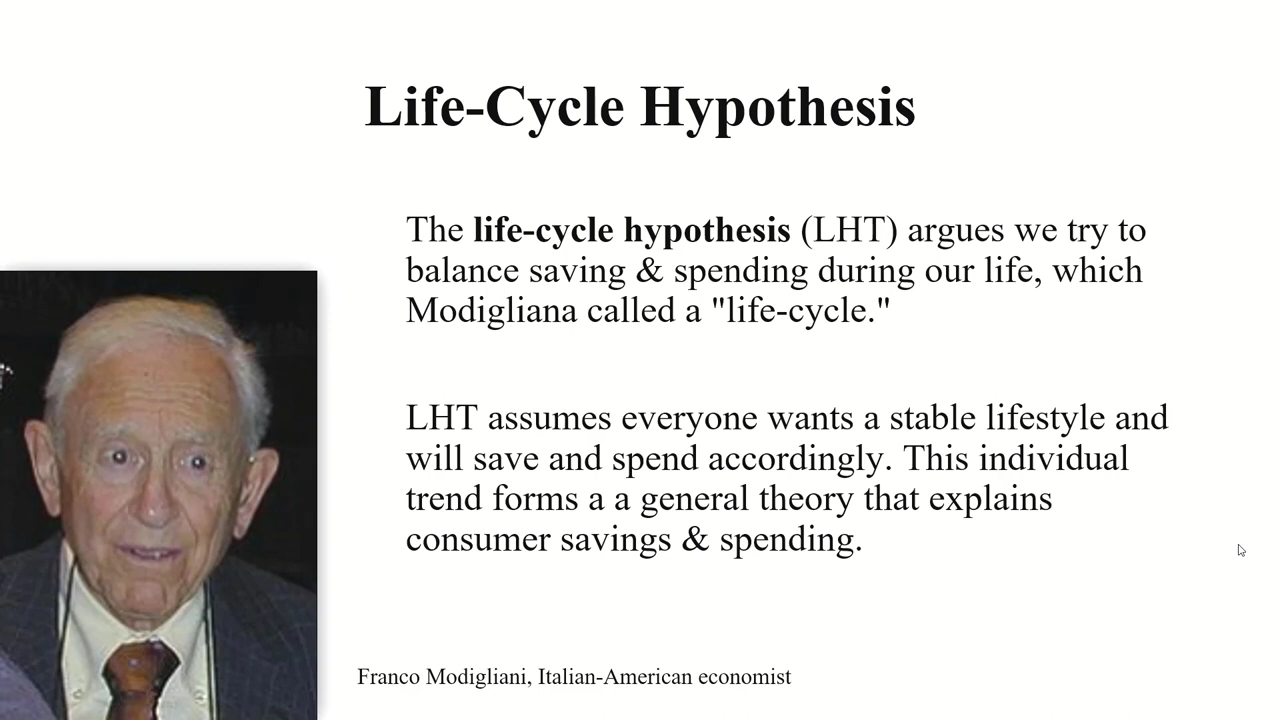 Life-Cycle Hypothesis
The life-cycle hypothesis (LHT) argues we try to
balance saving & spending during our life, which
Modigliana called a "life-cycle."
LHT assumes everyone wants a stable lifestyle and
will save and spend accordingly. This individual
trend forms a a general theory that explains
consumer savings & spending.
Franco Modigliani, Italian-American economist